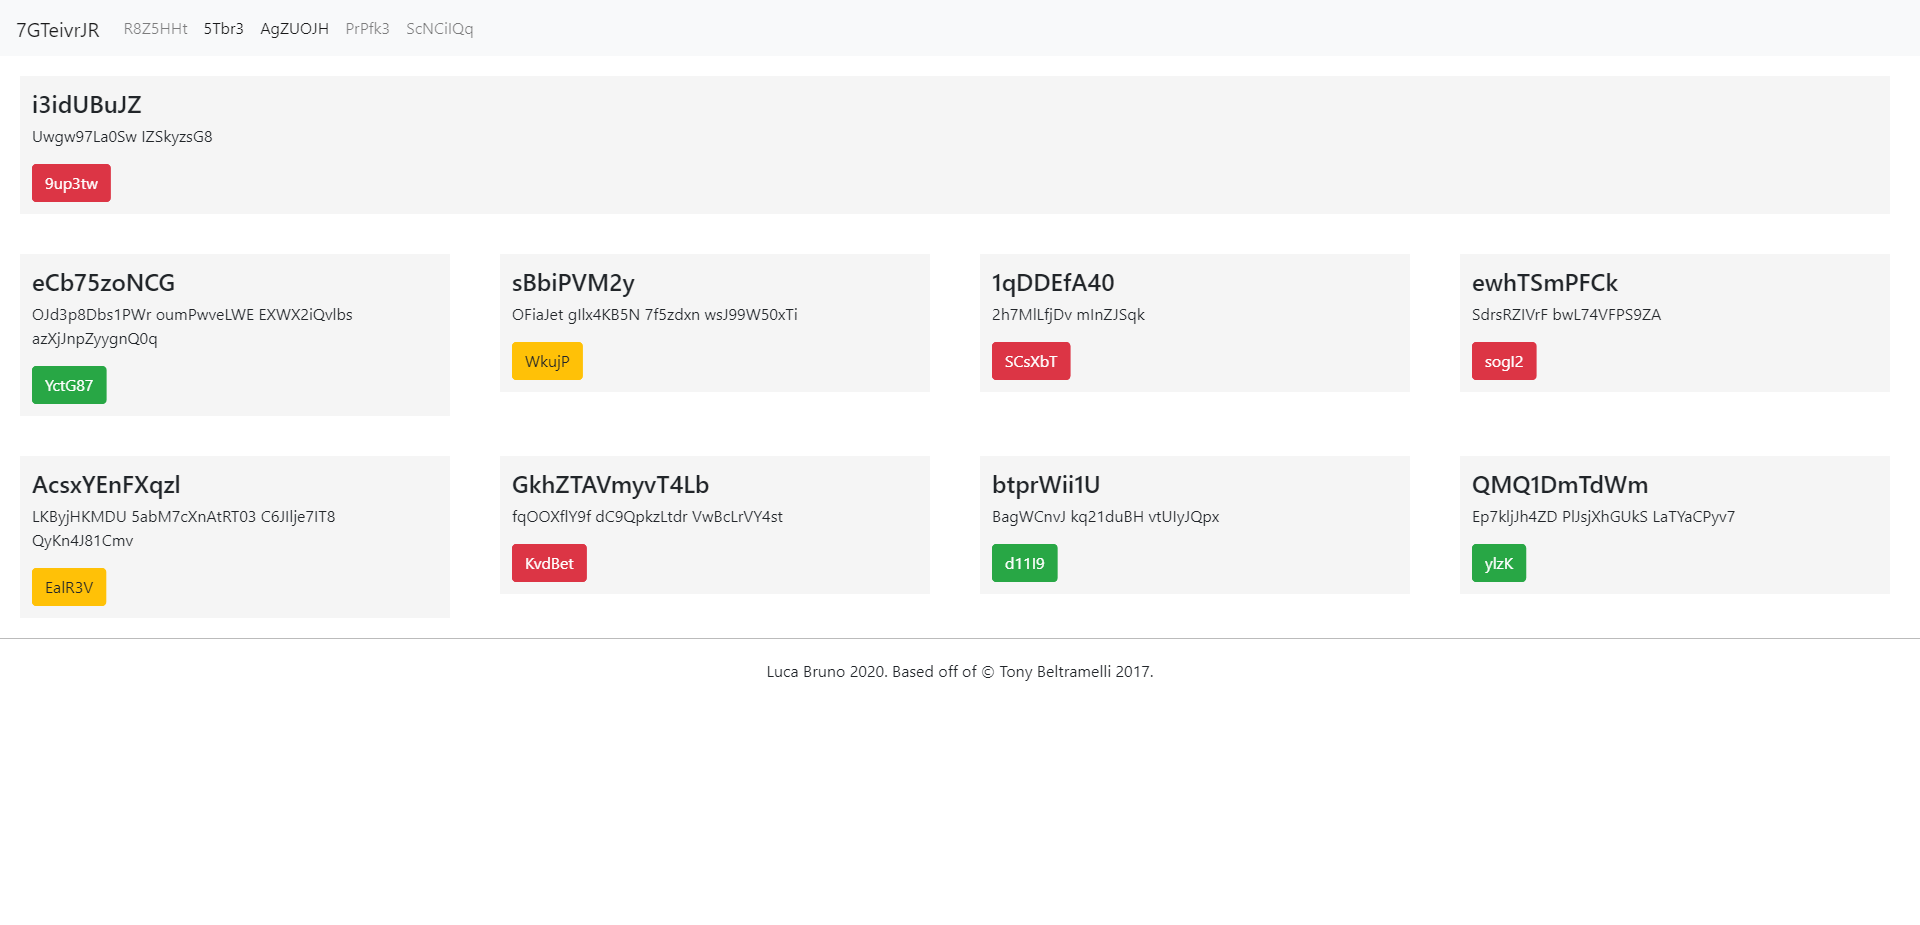 7GTeivrJR R8Z5HHt 5Tbr3 AgZUOJH PrPfk3 ScNCiIQq
i3idUBuJZ
Uwgw97La0Sw IZSkyzsG8
9up3tw
eCb75zoNCG
OJd3p8Dbs1PWr oumPwveLWE EXWX2iQvlbs
azXjJnpZyygnQ0q
YctG87
sBbiPVM2y
OFiaJet gIlx4KB5N 7f5zdxn wsJ99W50xTi
WkujP
1qDDEfA40
2h7MlLfjDv mInZJSqk
SCsXbT
ewhTSmPFCk
SdrsRZIVrF bwL74VFPS9ZA
sogI2
AcsxYEnFXqzl
LKByjHKMDU 5abM7cXnAtRT03 C6JIlje7IT8
QyKn4J81Cmv
EalR3V
GkhZTAVmyvT4Lb
fqOOXflY9f dC9QpkzLtdr VwBcLrVY4st
KvdBet
btprWii1U
BagWCnvJ kq21duBH vtUIyJQpx
d11I9
QMQ1DmTdWm
Ep7kljJh4ZD PlJsjXhGUkS LaTYaCPyv7
ylzK
Luca Bruno 2020. Based off of © Tony Beltramelli 2017.